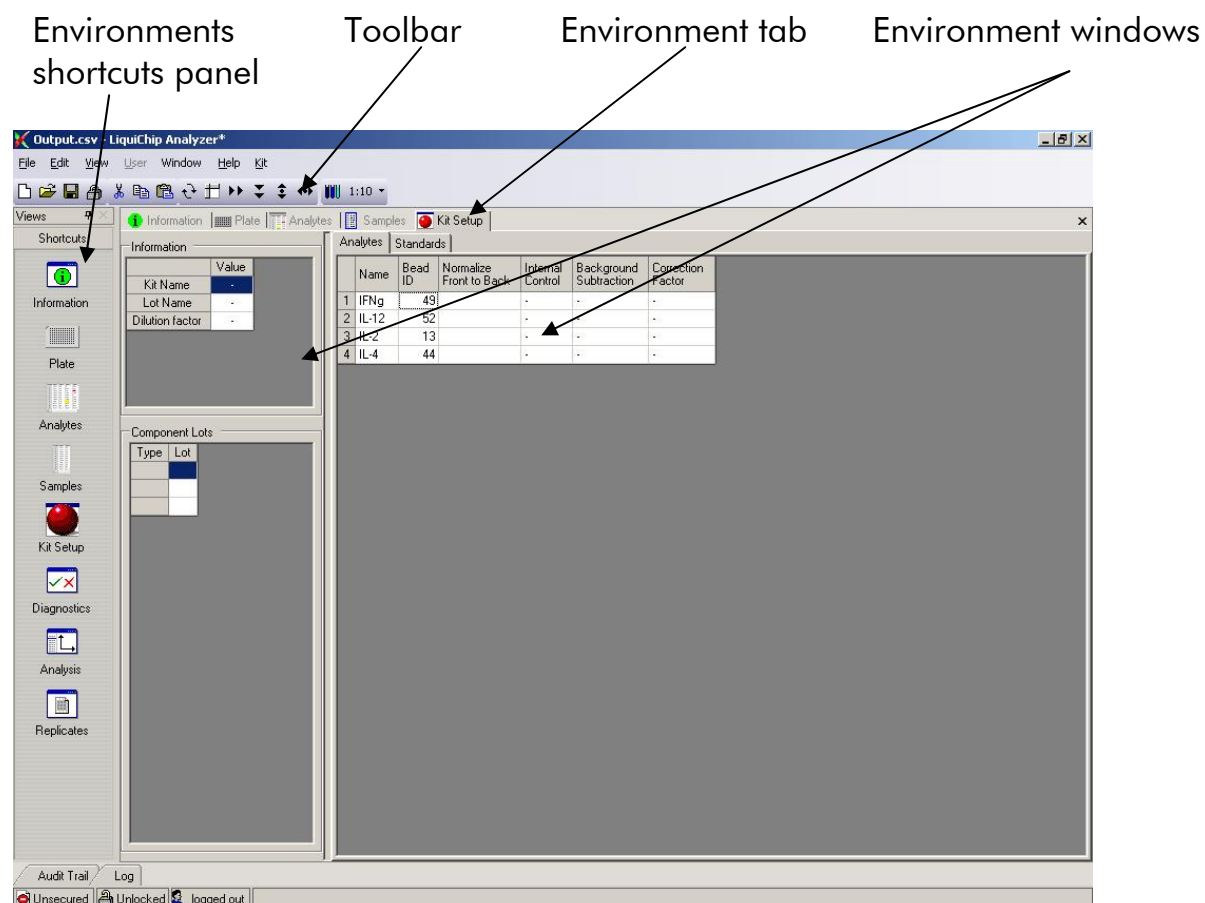 Environments shortcuts panel
Toolbar
Environment tab
Environment windows
Output.csv - LiquiChip Analyzer*
File Edit View User Window Help Kit
1:10
Views
Shortcuts
Information
Plate
Analytes
Samples
Kit Setup
Diagnostics
Analysis
Replicates
Information Plate Analytes Samples Kit Setup
Information
Value
Kit Name -
Lot Name -
Dilution factor -
Component Lots
Type Lot
Analytes Standards
Name Bead ID Normalize Front to Back Internal Control Background Subtraction Correction Factor
1 IFNg 49 - - -
2 IL-12 52 - - -
3 IL-2 13 - - -
4 IL-4 44 - - -
Audit Trail Log
Unsecured Unlocked logged out